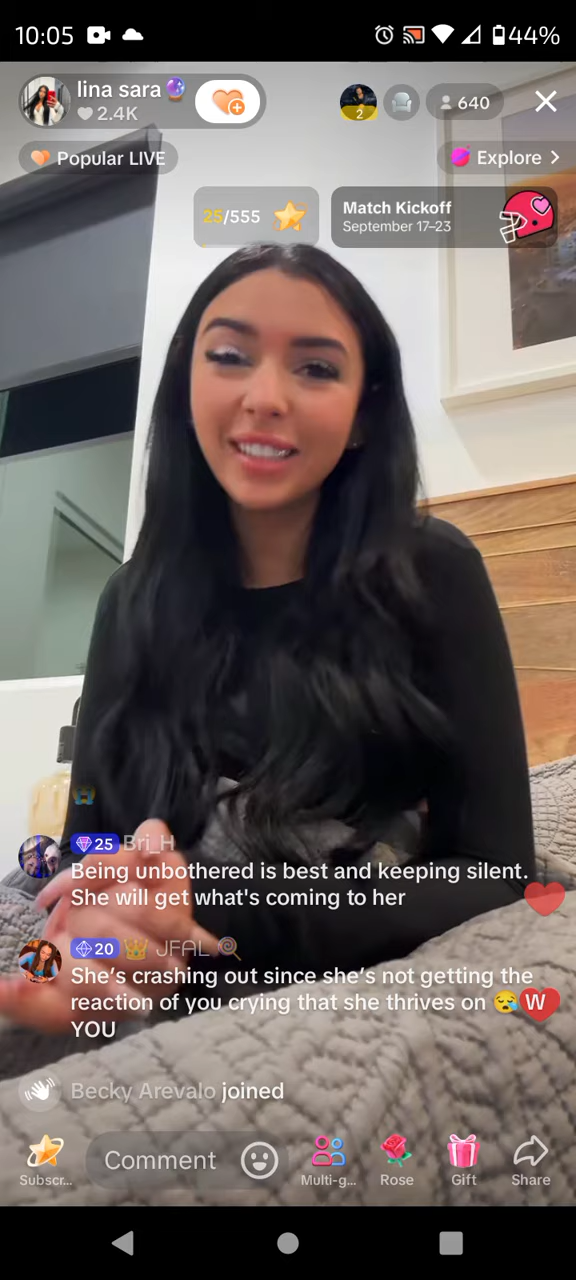 10:05
44%
lina sara🔮
2.4K
2
640
Popular LIVE
Explore >
25/555
Match Kickoff
September 17–23
😭
25 Bri_H
Being unbothered is best and keeping silent.
She will get what's coming to her
20 👑 JFAL 🍭
She's crashing out since she's not getting the
reaction of you crying that she thrives on 😪
W
YOU
Becky Arevalo joined
Comment
Subscr...
Multi-g...
Rose
Gift
Share